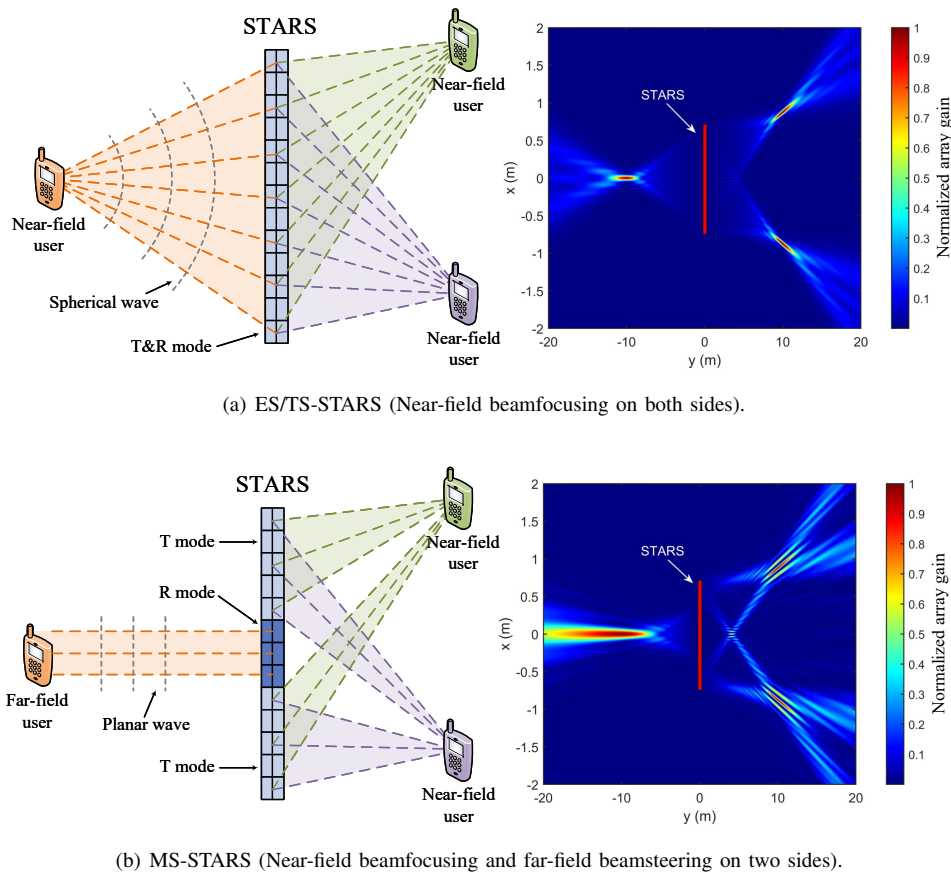 STARS
Near-field
user
Near-field
user
Spherical wave
T&R mode
Near-field
user
STARS
2
1.5
1
0.5
0
-0.5
-1
-1.5
-2
x (m)
-20
-10
0
10
20
y (m)
1
0.9
0.8
0.7
0.6
0.5
0.4
0.3
0.2
0.1
Normalized array gain
(a) ES/TS-STARS (Near-field beamfocusing on both sides).
STARS
T mode
Near-field
user
R mode
Far-field
user
Planar wave
T mode
Near-field
user
STARS
2
1.5
1
0.5
0
-0.5
-1
-1.5
-2
x (m)
-20
-10
0
10
20
y (m)
1
0.9
0.8
0.7
0.6
0.5
0.4
0.3
0.2
0.1
Normalized array gain
(b) MS-STARS (Near-field beamfocusing and far-field beamsteering on two sides).